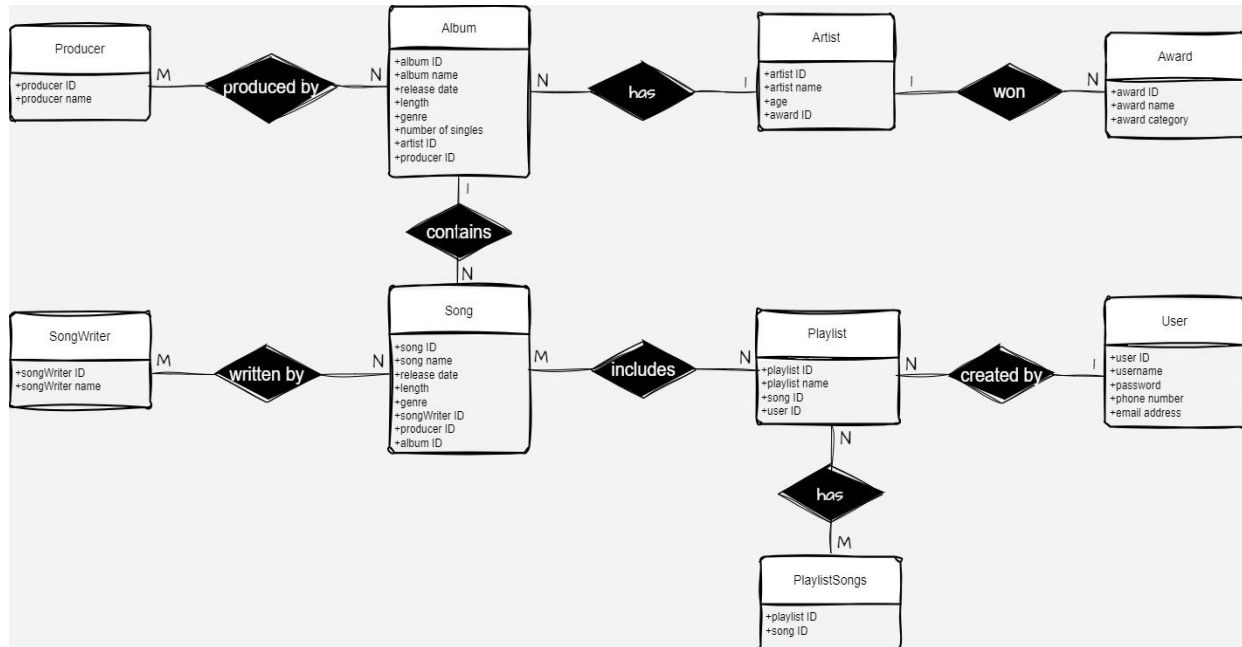 Producer
+producer ID
+producer name
M
produced by
N
Album
+album ID
+album name
+release date
+length
+genre
+number of singles
+artist ID
+producer ID
N
has
I
Artist
+artist ID
+artist name
+age
+award ID
I
won
N
Award
+award ID
+award name
+award category
I
contains
N
SongWriter
+songWriter ID
+songWriter name
M
written by
N
Song
+song ID
+song name
+release date
+length
+genre
+songWriter ID
+producer ID
+album ID
M
includes
N
Playlist
+playlist ID
+playlist name
+song ID
+user ID
N
created by
I
User
+user ID
+username
+password
+phone number
+email address
N
has
M
PlaylistSongs
+playlist ID
+song ID